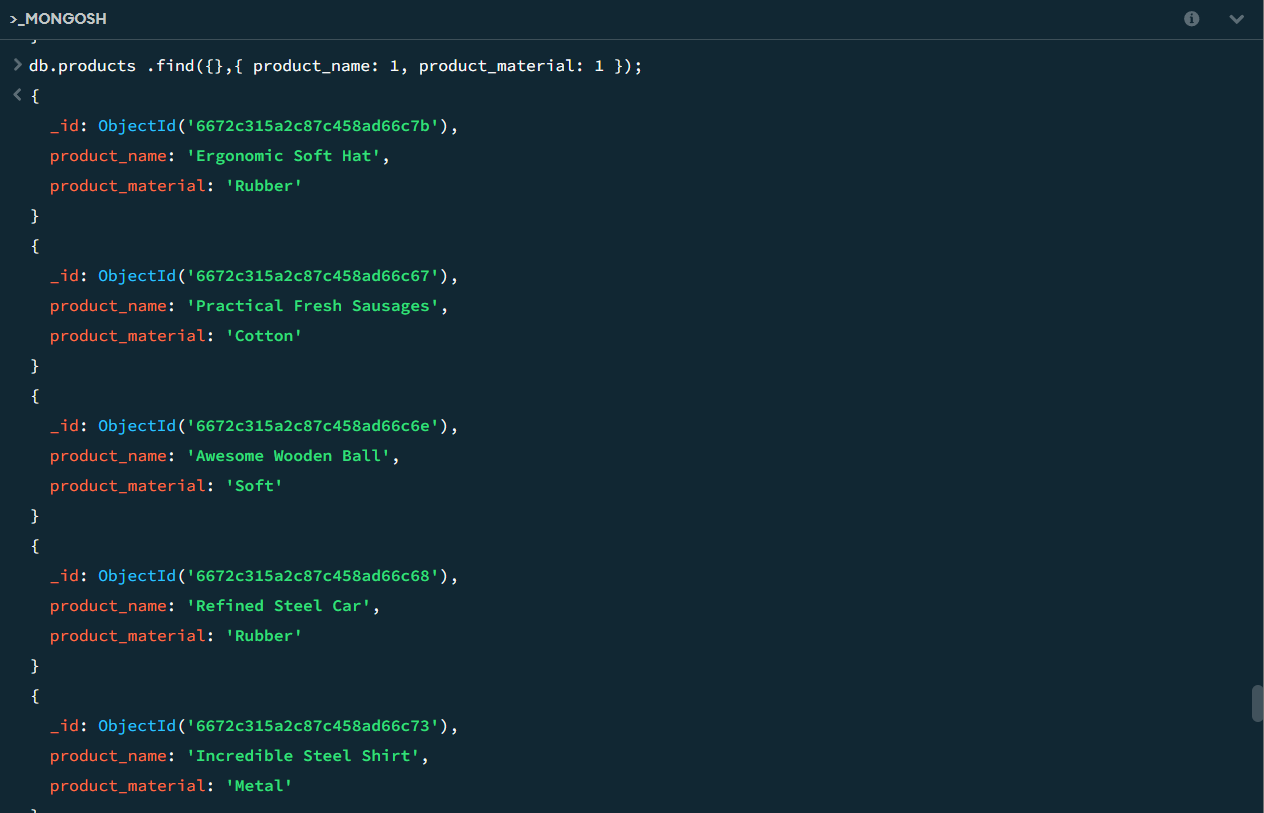 >_MONGOSH
}
> db.products .find({},{ product_name: 1, product_material: 1 });
< {
_id: ObjectId('6672c315a2c87c458ad66c7b'),
product_name: 'Ergonomic Soft Hat',
product_material: 'Rubber'
}
{
_id: ObjectId('6672c315a2c87c458ad66c67'),
product_name: 'Practical Fresh Sausages',
product_material: 'Cotton'
}
{
_id: ObjectId('6672c315a2c87c458ad66c6e'),
product_name: 'Awesome Wooden Ball',
product_material: 'Soft'
}
{
_id: ObjectId('6672c315a2c87c458ad66c68'),
product_name: 'Refined Steel Car',
product_material: 'Rubber'
}
{
_id: ObjectId('6672c315a2c87c458ad66c73'),
product_name: 'Incredible Steel Shirt',
product_material: 'Metal'
}